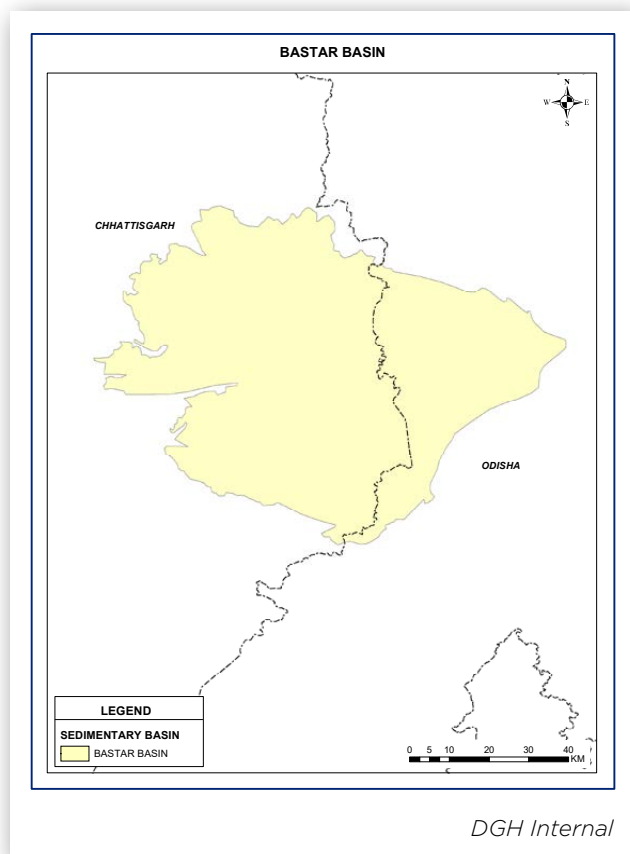 BASTAR BASIN
N
W E
S
CHHATTISGARH
ODISHA
LEGEND
SEDIMENTARY BASIN
BASTAR BASIN
0 5 10 20 30 40
KM
DGH Internal